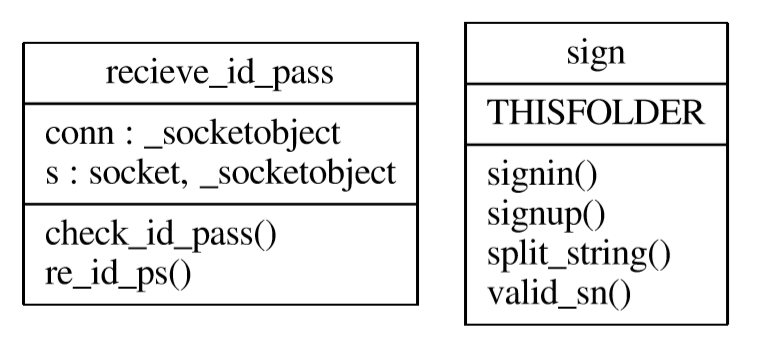 recieve_id_pass
conn : _socketobject
s : socket, _socketobject
check_id_pass()
re_id_ps()
sign
THISFOLDER
signin()
signup()
split_string()
valid_sn()